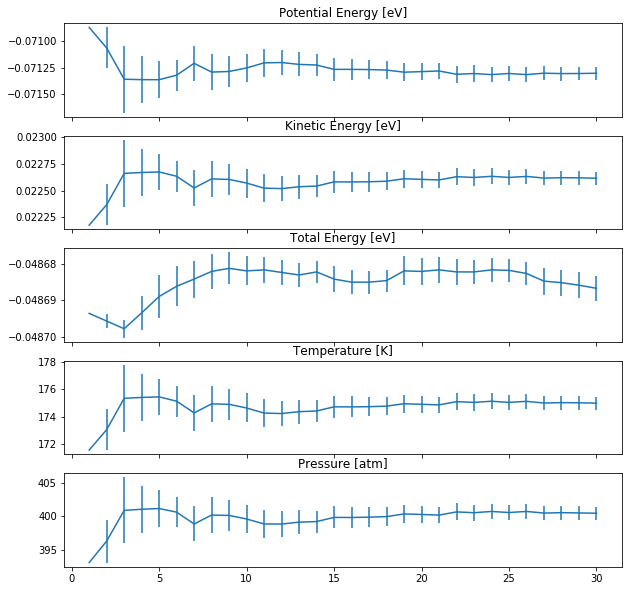 Potential Energy [eV]
−0.07100
−0.07125
−0.07150
Kinetic Energy [eV]
0.02300
0.02275
0.02250
0.02225
Total Energy [eV]
−0.04868
−0.04869
−0.04870
Temperature [K]
178
176
174
172
Pressure [atm]
405
400
395
0 5 10 15 20 25 30